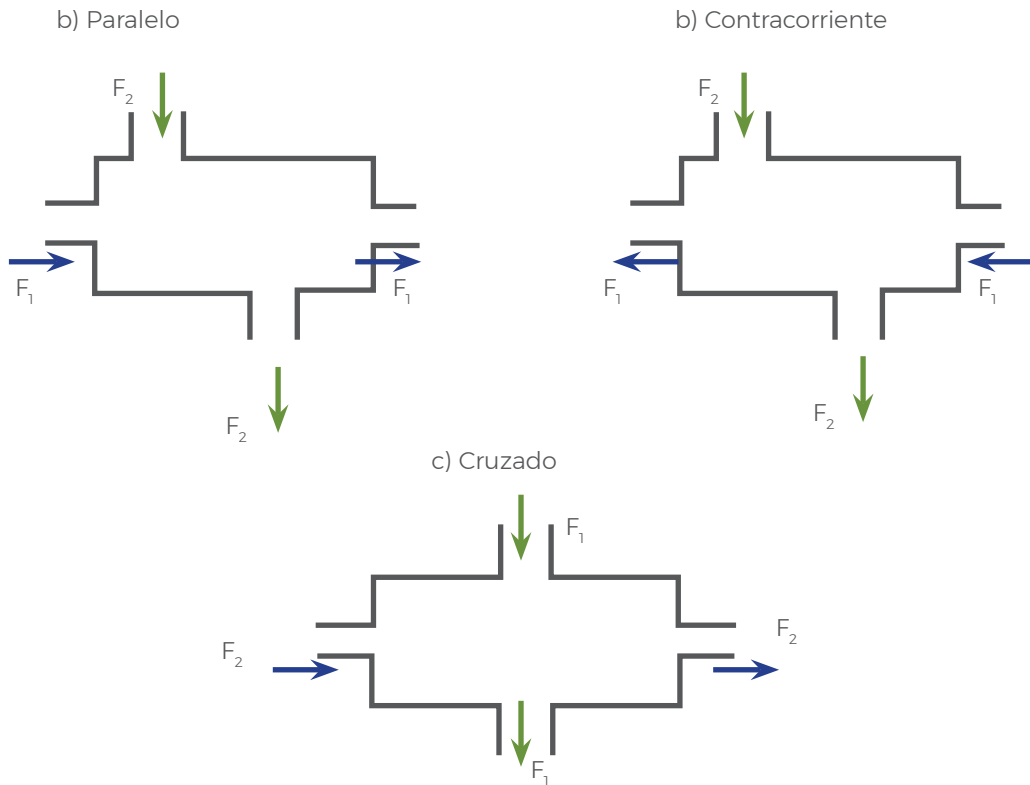 b) Paralelo
F₂
F₁
F₁
F₂
b) Contracorriente
F₂
F₁
F₁
F₂
c) Cruzado
F₁
F₂
F₂
F₁